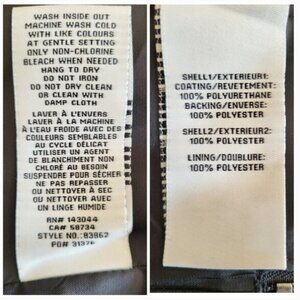 WASH INSIDE OUT
MACHINE WASH COLD
WITH LIKE COLOURS
AT GENTLE SETTING
ONLY NON-CHLORINE
BLEACH WHEN NEEDED
HANG TO DRY
DO NOT IRON
DO NOT DRY CLEAN
OR CLEAN WITH
DAMP CLOTH
LAVER À L'ENVERS
LAVER À LA MACHINE
À L'EAU FROIDE AVEC DES
COULEURS SEMBLABLES
AU CYCLE DÉLICAT
UTILISER UN AGENT
DE BLANCHIMENT NON
CHLORÉ AU BESOIN
SUSPENDRE POUR SÉCHER
NE PAS REPASSER
OU NETTOYER À SEC
OU NETTOYER AVEC
UN LINGE HUMIDE
RN# 143044
CA# 58734
STYLE NO.:83862
PO# 31376
SHELL1/EXTERIEUR1:
COATING/REVETEMENT:
100% POLYURETHANE
BACKING/ENVERSE:
100% POLYESTER
SHELL2/EXTERIEUR2:
100% POLYESTER
LINING/DOUBLURE:
100% POLYESTER